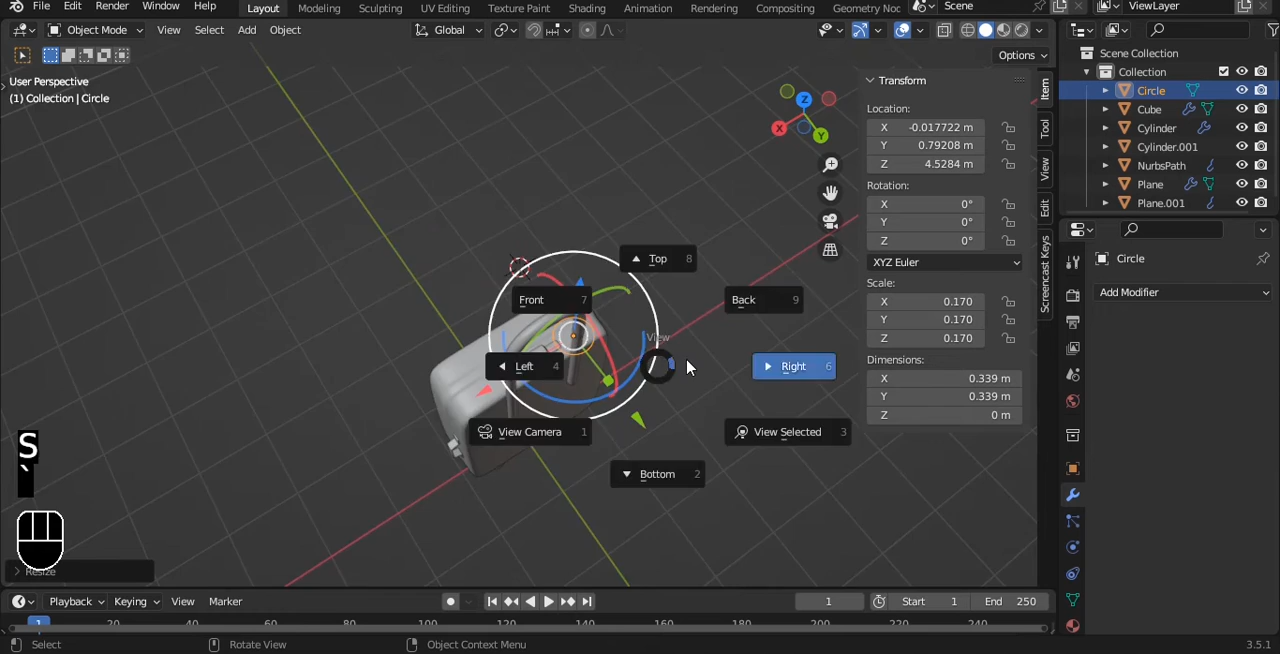 File Edit Render Window Help Layout Modeling Sculpting UV Editing Texture Paint Shading Animation Rendering Compositing Geometry Noc Scene ViewLayer
Object Mode View Select Add Object Global
Options
User Perspective
(1) Collection | Circle
Z
X
Y
Transform
Location:
X -0.017722 m
Y 0.79208 m
Z 4.5284 m
Rotation:
X 0°
Y 0°
Z 0°
XYZ Euler
Scale:
X 0.170
Y 0.170
Z 0.170
Dimensions:
X 0.339 m
Y 0.339 m
Z 0 m
Item
Tool
View
Edit
Screencast Keys
Scene Collection
Collection
Circle
Cube
Cylinder
Cylinder.001
NurbsPath
Plane
Plane.001
Circle
Add Modifier
Top 8
Front 7
Back 9
View
Left 4
Right 6
View Camera 1
View Selected 3
Bottom 2
S
`
Resize
Playback Keying View Marker 1 Start 1 End 250
1 20 40 60 80 100 120 140 160 180 200 220 240
Select Rotate View Object Context Menu 3.5.1